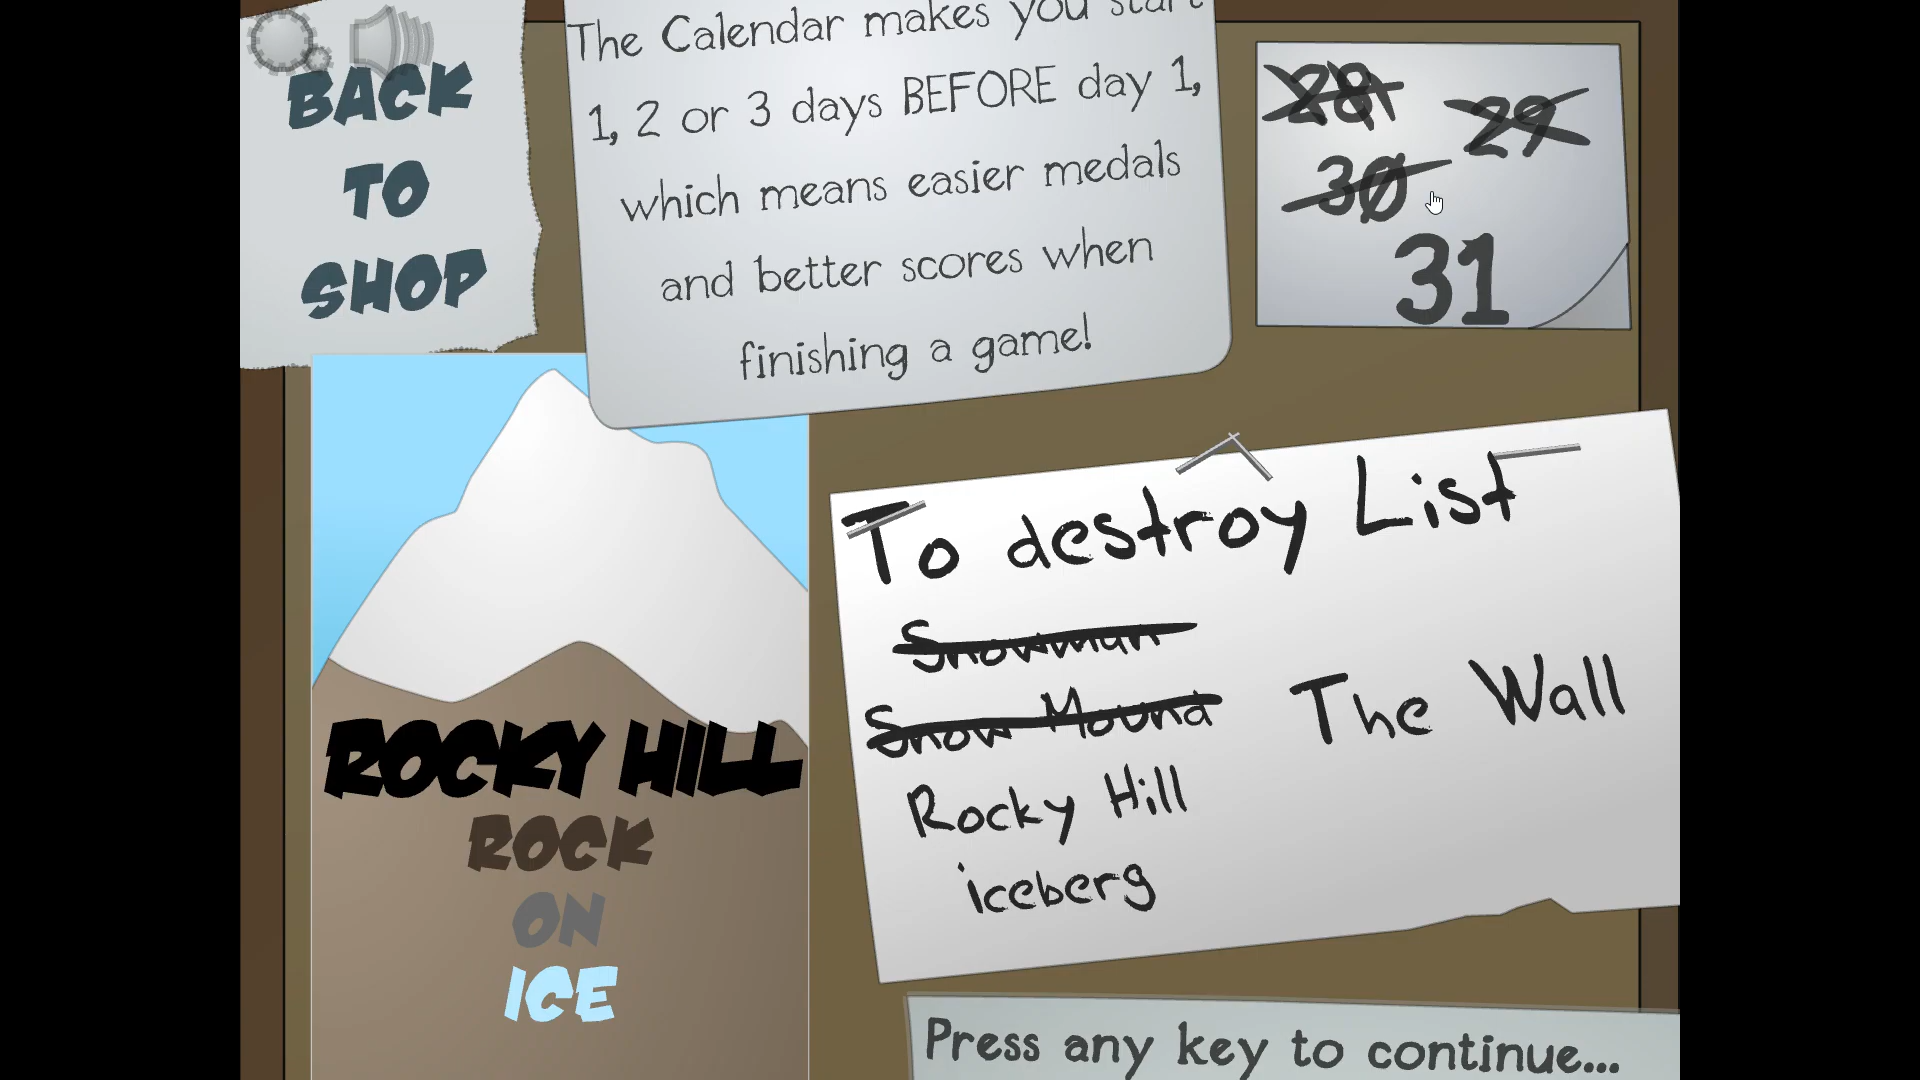 BACK
TO
SHOP
The Calendar makes you start
1, 2 or 3 days BEFORE day 1,
which means easier medals
and better scores when
finishing a game!
28 29
30
31
ROCKY HILL
ROCK
ON
ICE
To destroy List
Snowman
Snow Mound
The Wall
Rocky Hill
iceberg
Press any key to continue...